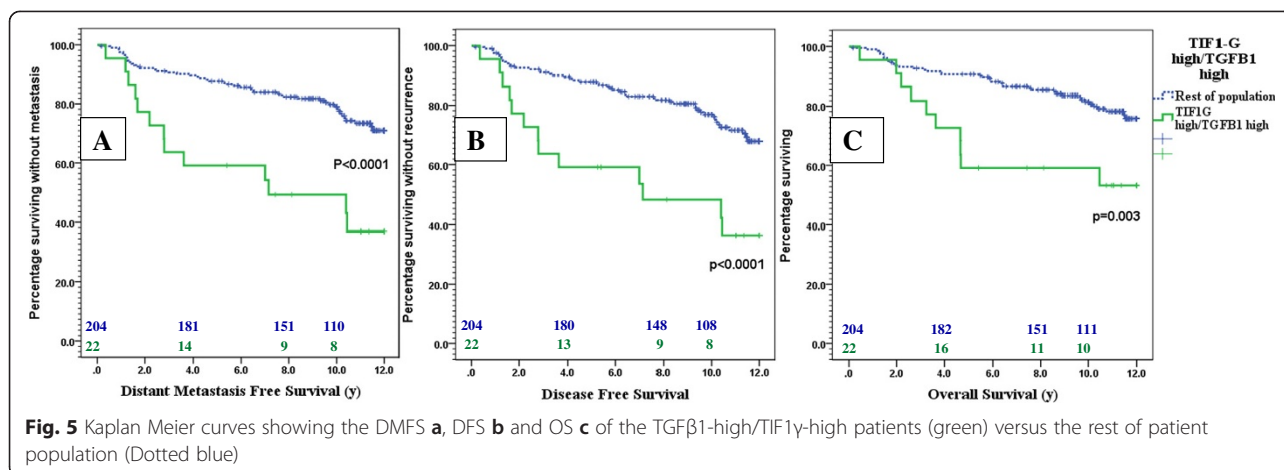 Percentage surviving without metastasis
100.0
80.0
60.0
40.0
20.0
0.0
A
P<0.0001
204 181 151 110
22 14 9 8
.0 2.0 4.0 6.0 8.0 10.0 12.0
Distant Metastasis Free Survival (y)
Percentage surviving without recurrence
100.0
80.0
60.0
40.0
20.0
0.0
B
p<0.0001
204 180 148 108
22 13 9 8
.0 2.0 4.0 6.0 8.0 10.0 12.0
Disease Free Survival (y)
Percentage surviving
100.0
80.0
60.0
40.0
20.0
0.0
C
p=0.003
204 182 151 111
22 16 11 10
.0 2.0 4.0 6.0 8.0 10.0 12.0
Overall Survival (y)
TIF1-G
high/TGFB1
high
Rest of population
TIF1G
high/TGFB1 high
Fig. 5 Kaplan Meier curves showing the DMFS a, DFS b and OS c of the TGFβ1-high/TIF1γ-high patients (green) versus the rest of patient
population (Dotted blue)